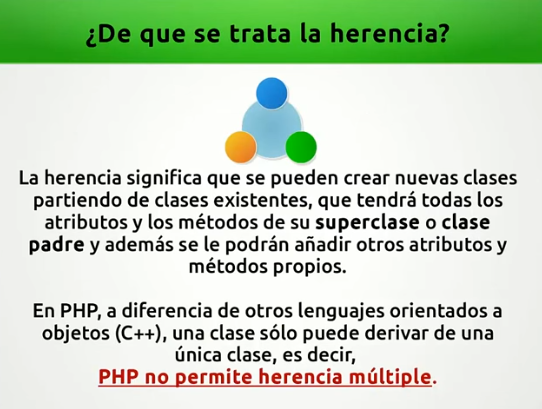 ¿De que se trata la herencia?
La herencia significa que se pueden crear nuevas clases
partiendo de clases existentes, que tendrá todas los
atributos y los métodos de su superclase o clase
padre y además se le podrán añadir otros atributos y
métodos propios.
En PHP, a diferencia de otros lenguajes orientados a
objetos (C++), una clase sólo puede derivar de una
única clase, es decir,
PHP no permite herencia múltiple.